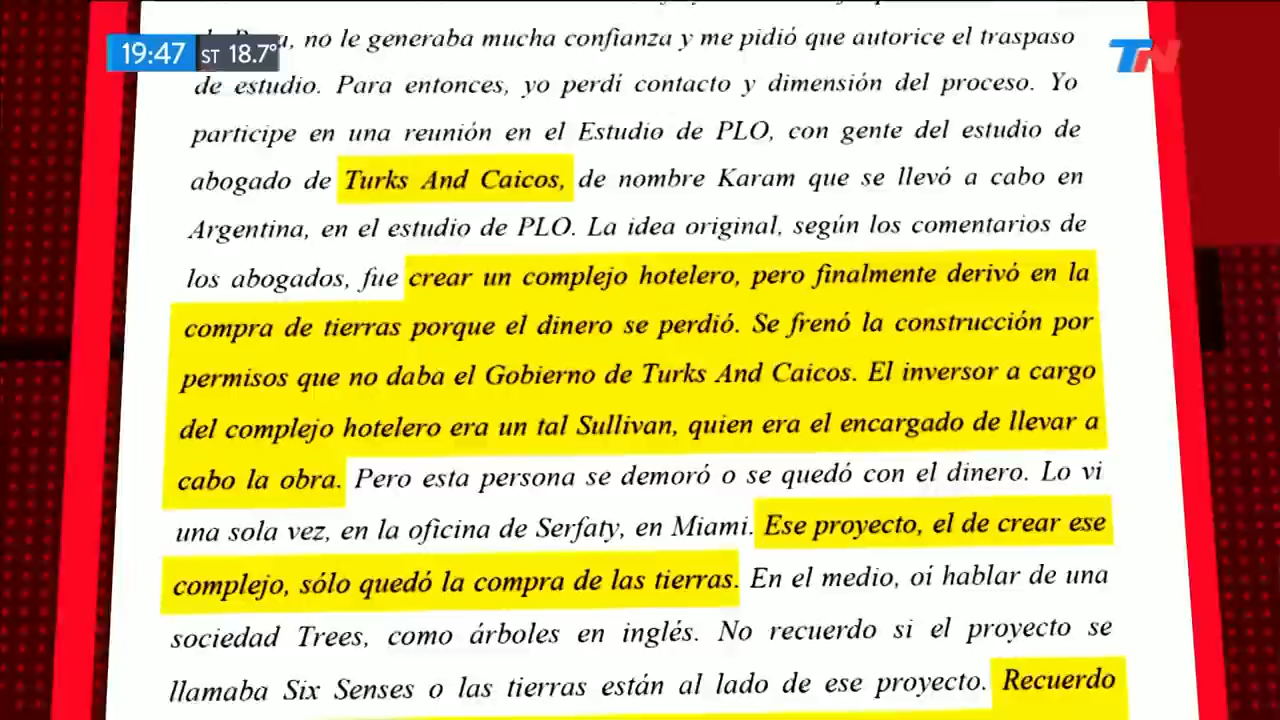 19:47 ST 18.7°
TN
, no le generaba mucha confianza y me pidió que autorice el traspaso
de estudio. Para entonces, yo perdí contacto y dimensión del proceso. Yo
participe en una reunión en el Estudio de PLO, con gente del estudio de
abogado de Turks And Caicos, de nombre Karam que se llevó a cabo en
Argentina, en el estudio de PLO. La idea original, según los comentarios de
los abogados, fue crear un complejo hotelero, pero finalmente derivó en la
compra de tierras porque el dinero se perdió. Se frenó la construcción por
permisos que no daba el Gobierno de Turks And Caicos. El inversor a cargo
del complejo hotelero era un tal Sullivan, quien era el encargado de llevar a
cabo la obra. Pero esta persona se demoró o se quedó con el dinero. Lo vi
una sola vez, en la oficina de Serfaty, en Miami. Ese proyecto, el de crear ese
complejo, sólo quedó la compra de las tierras. En el medio, oí hablar de una
sociedad Trees, como árboles en inglés. No recuerdo si el proyecto se
llamaba Six Senses o las tierras están al lado de ese proyecto. Recuerdo